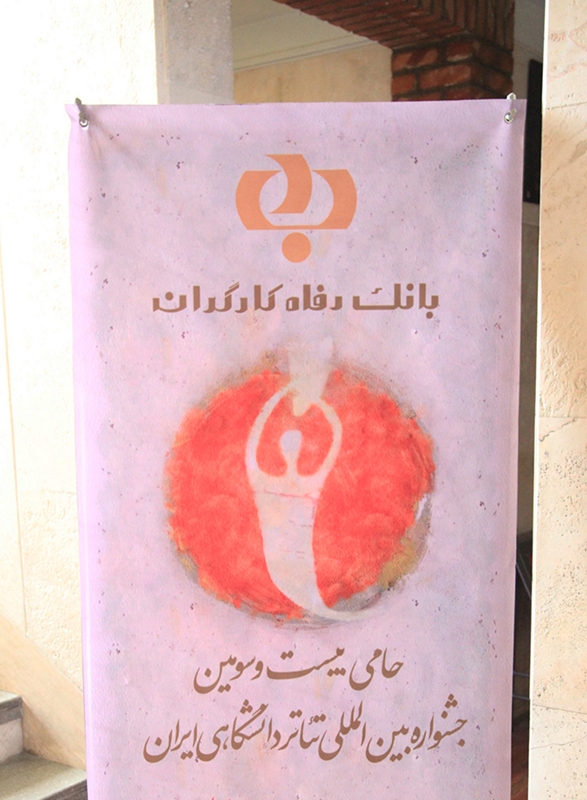 بانک رفاه کارگران
حامی بیست و سومین
جشنواره بین المللی تئاتر دانشگاهی ایران